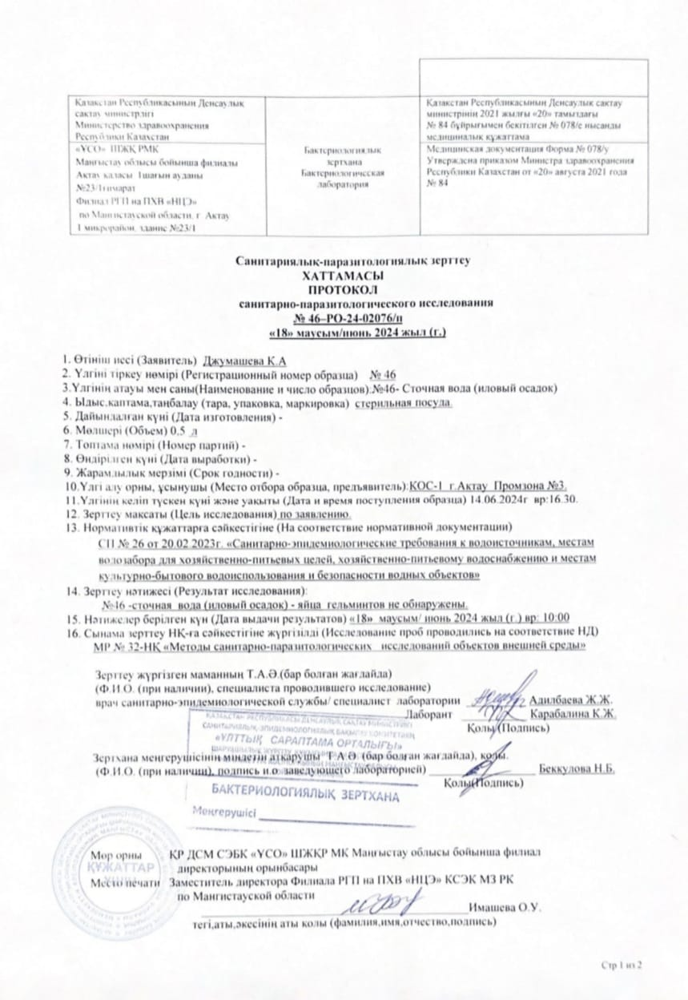 Казақстан Республикасынын Денсаулық
сақтау министрлігі
Министерство здравоохранения
Республики Казахстан
«ҰСО» ШЖҚ РМК
Маңғыстау облысы бойынша филиалы
Ақтау қаласы 1шағын ауданы
№23/1ғимарат
Филиал РГП на ПХВ «НЦЭ»
по Мангистауской области, г Актау
1 микрорайон, здание №23/1
Бактериологиялық
зертхана
Бактериологическая
лаборатория
Қазақстан Республикасының Денсаулық сақтау
министрінің 2021 жылғы «20» тамыздағы
№ 84 бұйрығымен бекітілген № 078/е нысанды
медициналық құжаттама
Медицинская документация Форма № 078/у
Утверждена приказом Министра здравоохранения
Республики Казахстан от «20» августа 2021 года
№ 84
Санитариялық-паразитологиялық зерттеу
ХАТТАМАСЫ
ПРОТОКОЛ
санитарно-паразитологического исследования
№ 46–РО-24-02076/п
«18» маусым/июнь 2024 жыл (г.)
1. Өтініш иесі (Заявитель) Джумашева К.А
2. Үлгіні тіркеу нөмірі (Регистрационный номер образца) № 46
3.Үлгінің атауы мен саны(Наименование и число образцов):№46- Сточная вода (иловый осадок)
4. Ыдыс,қаптама,таңбалау (тара, упаковка, маркировка) стерильная посуда.
5. Дайындалған күні (Дата изготовления) -
6. Мөлшері (Объем) 0,5 л
7. Топтама нөмірі (Номер партий) -
8. Өндірілген күні (Дата выработки) -
9. Жарамдылық мерзімі (Срок годности) -
10.Үлгі алу орны, ұсынушы (Место отбора образца, предъявитель):КОС-1 г.Актау Промзона №3.
11.Үлгінің келіп түскен күні және уақыты (Дата и время поступления образца) 14.06.2024г вр:16.30.
12. Зерттеу мақсаты (Цель исследования) по заявлению.
13. Нормативтік құжаттарға сәйкестігіне (На соответствие нормативной документации)
СП № 26 от 20.02.2023г. «Санитарно-эпидемиологические требования к водоисточникам, местам
водозабора для хозяйственно-питьевых целей, хозяйственно-питьевому водоснабжению и местам
культурно-бытового водоиспользования и безопасности водных объектов»
14. Зерттеу нәтижесі (Результат исследования):
№46 -сточная вода (иловый осадок) - яйца гельминтов не обнаружены.
15. Нәтижелер берілген күн (Дата выдачи результатов) «18» маусым/ июнь 2024 жыл (г.) вр: 10:00
16. Сынама зерттеу НҚ-ға сәйкестігіне жүргізілді (Исследование проб проводились на соответствие НД)
МР № 32-НҚ «Методы санитарно-паразитологических исследований объектов внешней среды»
Зерттеу жүргізген маманның Т.А.Ә.(бар болған жағдайда)
(Ф.И.О. (при наличии), специалиста проводившего исследование)
врач санитарно-эпидемиологической службы/ специалист лаборатории Адилбаева Ж.Ж.
Лаборант Карабалина К.Ж.
Қолы (Подпись)
ҚАЗАҚСТАН РЕСПУБЛИКАСЫ ДЕНСАУЛЫҚ САҚТАУ МИНИСТРЛІГІ
САНИТАРИЯЛЫҚ-ЭПИДЕМИОЛОГИЯЛЫҚ БАҚЫЛАУ КОМИТЕТІНІҢ
«ҰЛТТЫҚ САРАПТАМА ОРТАЛЫҒЫ»
Зертхана меңгерушісінің міндетін атқарушы Т.А.Ә. (бар болған жағдайда), қолы.
(Ф.И.О. (при наличии), подпись и.о. заведующего лабораторией) Беккулова Н.Б.
Қолы(Подпись)
БАКТЕРИОЛОГИЯЛЫҚ ЗЕРТХАНА
Меңгерушісі
Мөр орны ҚР ДСМ СЭБК «ҰСО» ШЖҚР МК Маңғыстау облысы бойынша филиал
директорының орынбасары
ҚҰЖАТТАР
Место печати Заместитель директора Филиала РГП на ПХВ «НЦЭ» КСЭК МЗ РК
по Мангистауской области
Имашева О.У.
тегі,аты,әкесінің аты қолы (фамилия,имя,отчество,подпись)
Стр 1 из 2